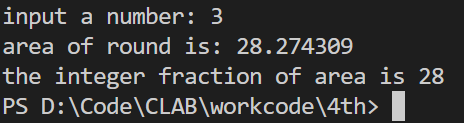 input a number: 3
area of round is: 28.274309
the integer fraction of area is 28
PS D:\Code\CLAB\workcode\4th>